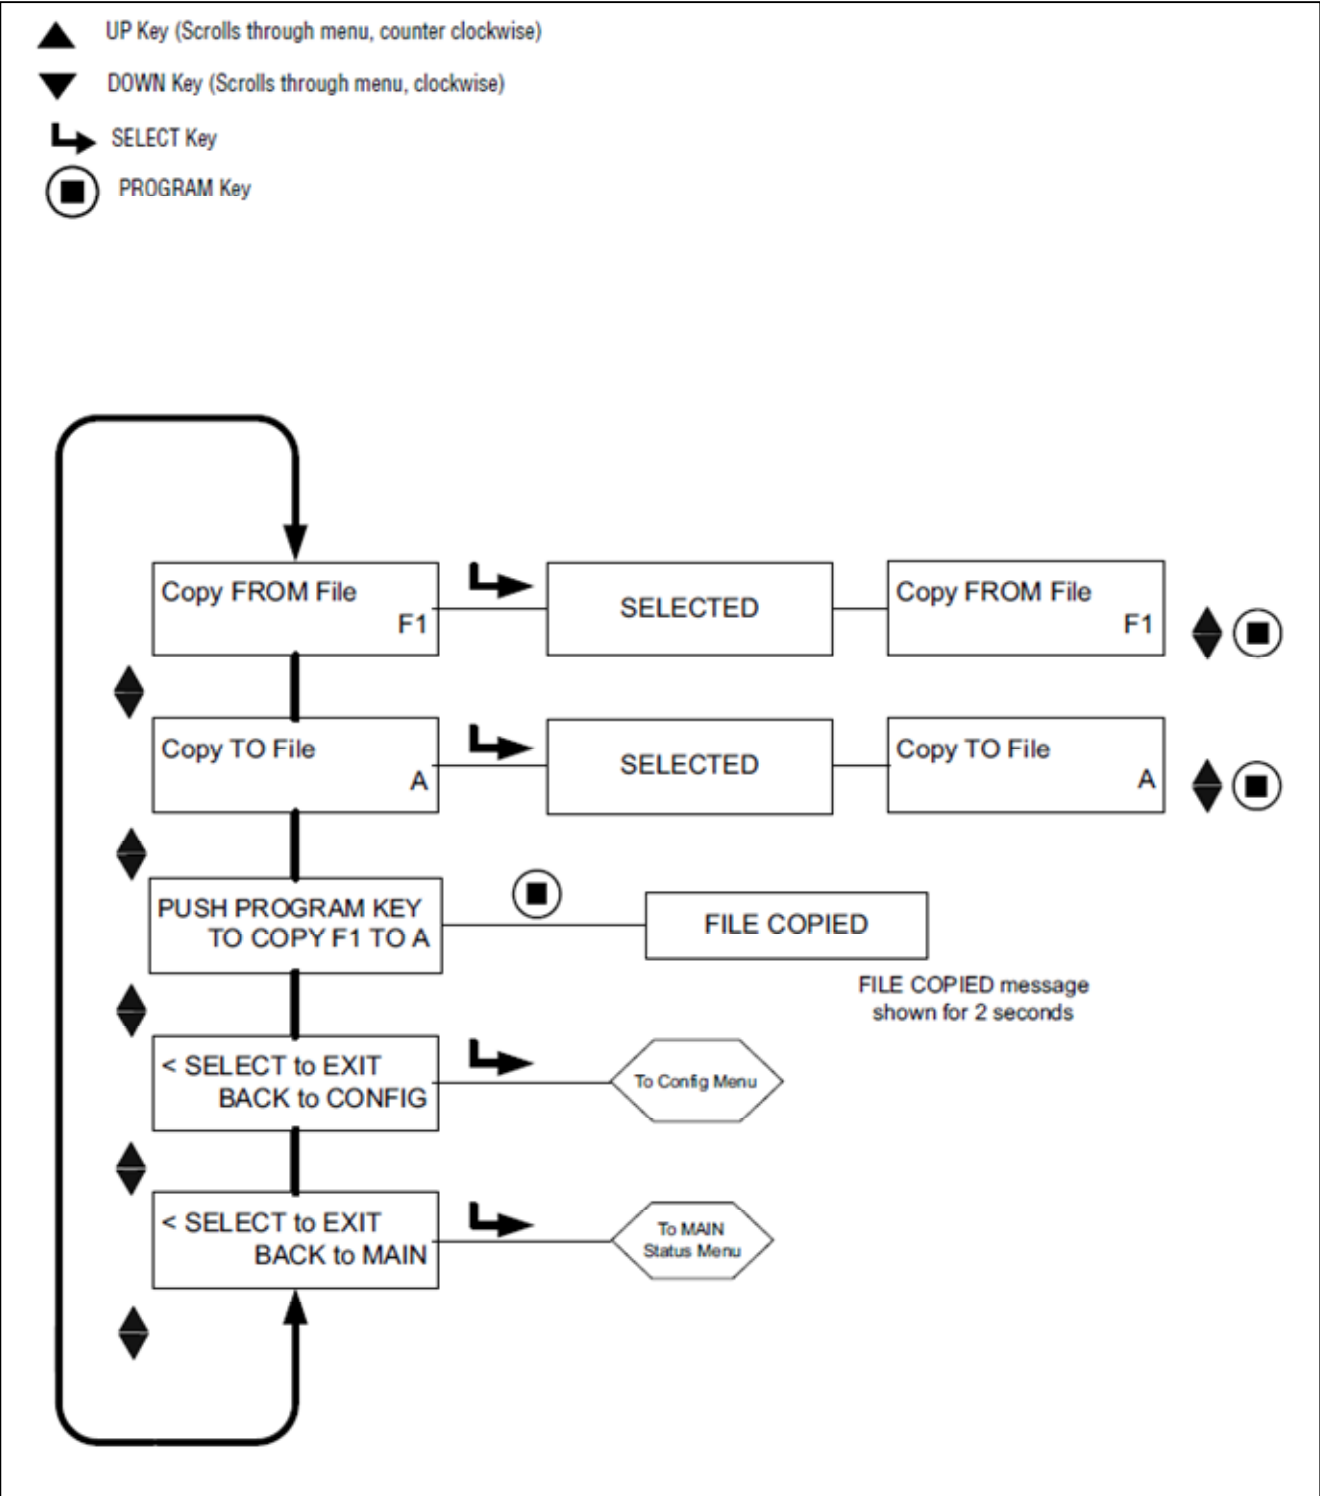 UP Key (Scrolls through menu, counter clockwise)
DOWN Key (Scrolls through menu, clockwise)
SELECT Key
PROGRAM Key
Copy FROM File
F1
SELECTED
Copy FROM File
F1
Copy TO File
A
SELECTED
Copy TO File
A
PUSH PROGRAM KEY
TO COPY F1 TO A
FILE COPIED
FILE COPIED message
shown for 2 seconds
< SELECT to EXIT
BACK to CONFIG
To Config Menu
< SELECT to EXIT
BACK to MAIN
To MAIN
Status Menu